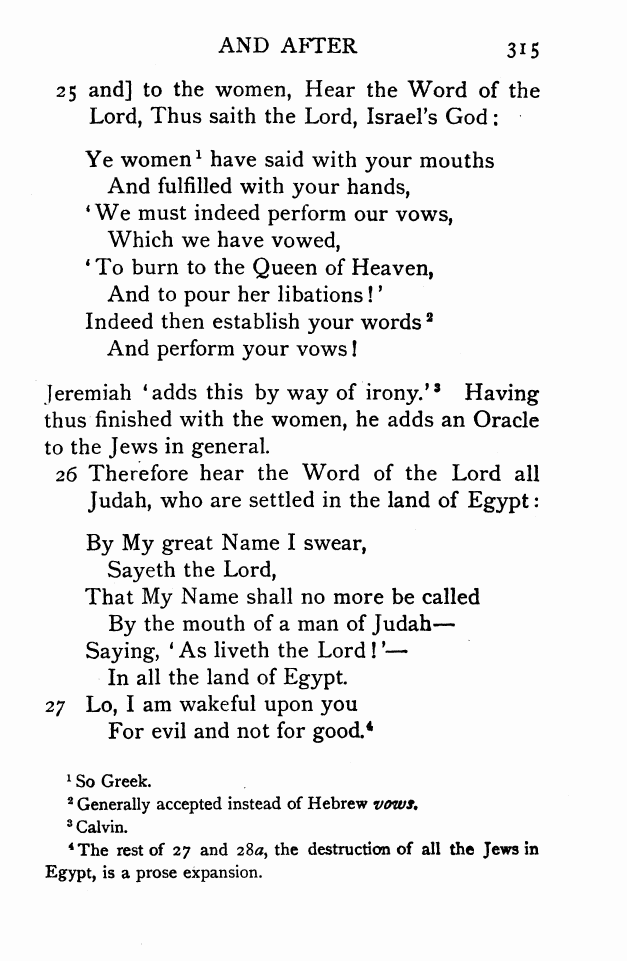 AND AFTER 315
25 and] to the women, Hear the Word of the
Lord, Thus saith the Lord, Israel's God:
Ye women¹ have said with your mouths
And fulfilled with your hands,
‘We must indeed perform our vows,
Which we have vowed,
‘To burn to the Queen of Heaven,
And to pour her libations!’
Indeed then establish your words²
And perform your vows!
Jeremiah ‘adds this by way of irony.’³ Having
thus finished with the women, he adds an Oracle
to the Jews in general.
26 Therefore hear the Word of the Lord all
Judah, who are settled in the land of Egypt:
By My great Name I swear,
Sayeth the Lord,
That My Name shall no more be called
By the mouth of a man of Judah—
Saying, ‘As liveth the Lord!’—
In all the land of Egypt.
27 Lo, I am wakeful upon you
For evil and not for good.⁴
¹ So Greek.
² Generally accepted instead of Hebrew vows.
³ Calvin.
⁴ The rest of 27 and 28a, the destruction of all the Jews in
Egypt, is a prose expansion.